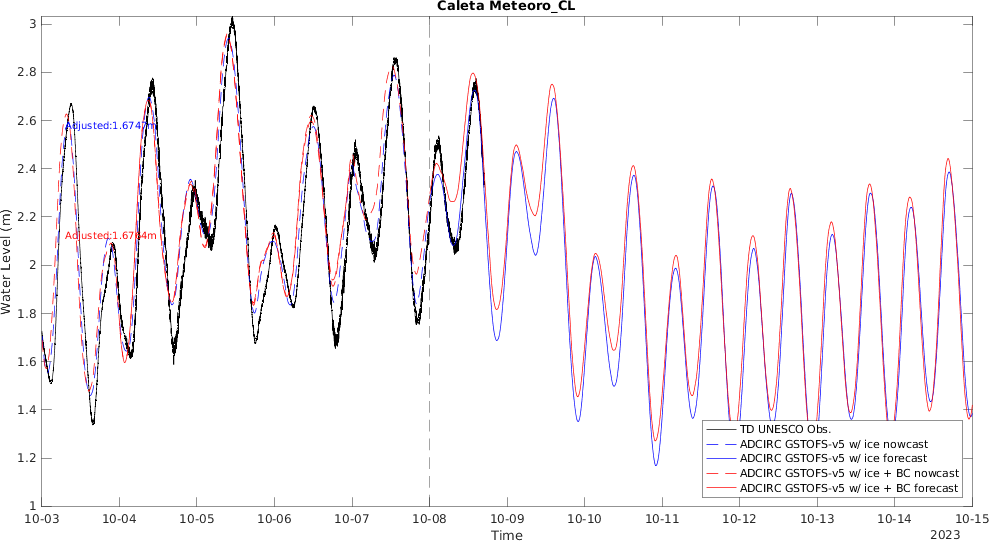 Caleta Meteoro_CL
Water Level (m)
3
2.8
2.6
2.4
2.2
2
1.8
1.6
1.4
1
Adjusted:1.6747m
Adjusted:1.6764m
TD UNESCO Obs.
ADCIRC GSTOFS-v5 w/ ice nowcast
ADCIRC GSTOFS-v5 w/ ice forecast
ADCIRC GSTOFS-v5 w/ ice + BC nowcast
ADCIRC GSTOFS-v5 w/ ice + BC forecast
1.2
10-03 10-04 10-05 10-06 10-07 10-08 10-09 10-10 10-11 10-12 10-13 10-14 10-15
Time
2023